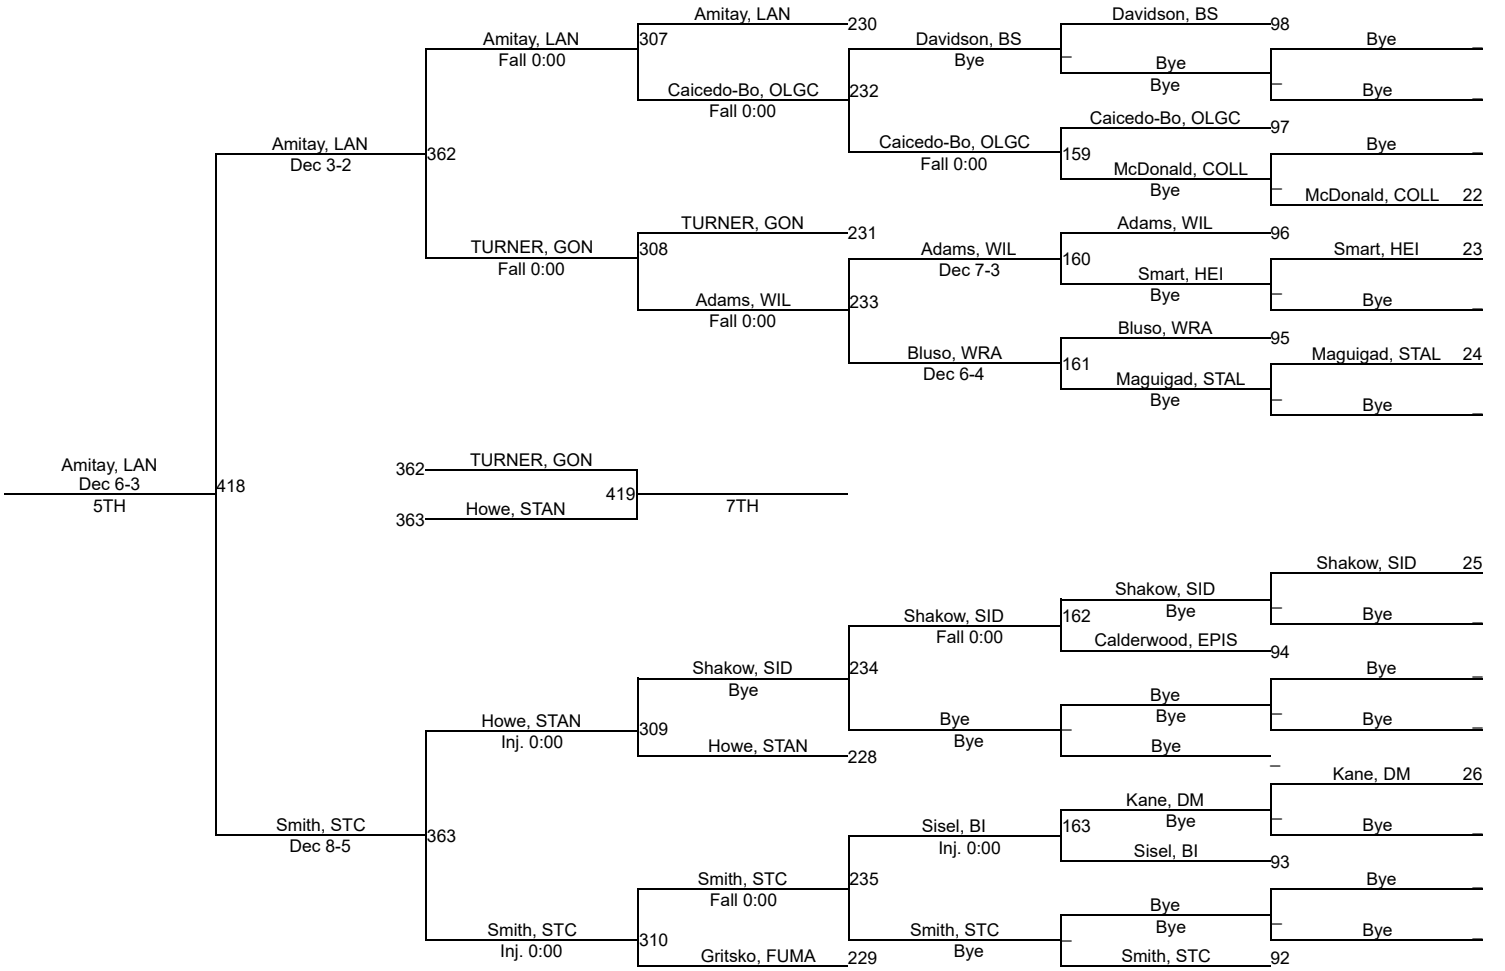 Amitay, LAN 230 Davidson, BS 98
Amitay, LAN 307 Davidson, BS Bye _
Fall 0:00 Bye _ Bye
Caicedo-Bo, OLGC 232 Bye _ Bye _
Fall 0:00 Caicedo-Bo, OLGC 97
Amitay, LAN 362 Caicedo-Bo, OLGC 159 Bye _
Dec 3-2 Fall 0:00 McDonald, COLL
Bye _ McDonald, COLL 22
TURNER, GON 231 Adams, WIL 96
TURNER, GON 308 Adams, WIL 160 Smart, HEI 23
Fall 0:00 Dec 7-3 Smart, HEI
Adams, WIL 233 Bye _ Bye _
Fall 0:00 Bluso, WRA 95
Bluso, WRA 161 Maguigad, STAL 24
Dec 6-4 Maguigad, STAL
Bye _ Bye _
Amitay, LAN 362 TURNER, GON
Dec 6-3 418 419
5TH 7TH
363 Howe, STAN
Shakow, SID 25
Shakow, SID
Shakow, SID 162 Bye _ Bye _
Fall 0:00 Calderwood, EPIS 94
Shakow, SID 234 Bye _
Bye Bye
Howe, STAN 309 Bye _ Bye _ Bye _
Inj. 0:00 Howe, STAN 228 Bye Bye _
Kane, DM 26
Kane, DM
Smith, STC 363 Sisel, BI 163 Bye _ Bye _
Dec 8-5 Inj. 0:00 Sisel, BI 93
Smith, STC 235 Bye _
Fall 0:00 Bye
Smith, STC 310 Smith, STC _ Bye _ Bye _
Inj. 0:00 Gritsko, FUMA 229 Bye Smith, STC 92